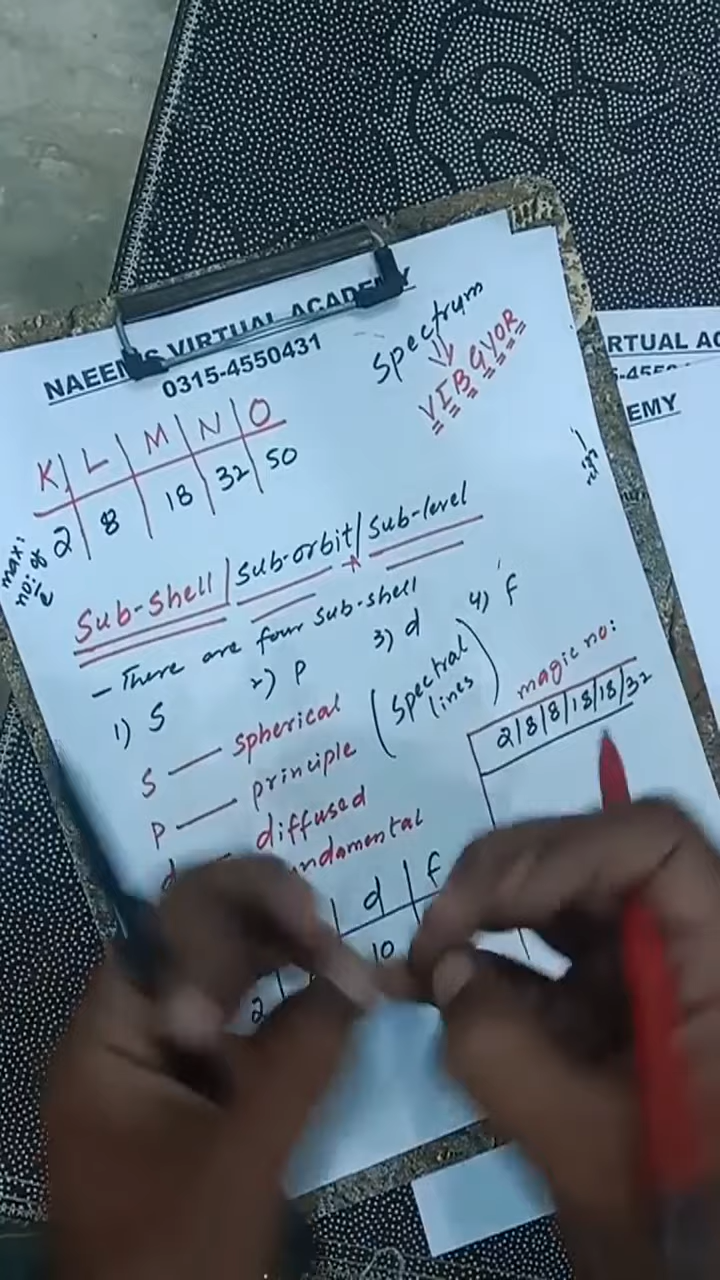 NAEEM'S VIRTUAL ACADEMY
0315-4550431
Spectrum
VIBGYOR
K | L | M | N | O
2 | 8 | 18 | 32 | 50
max:
no: of
e
Sub-Shell / Sub-orbit / Sub-level
- There are four sub-shell
1) S 2) P 3) d 4) f
S — spherical
P — principle
(Spectral
lines)
d diffused
ndamental
magic no:
2|8|8|18|18|32
d | f
2 | 10
RTUAL AC
EMY